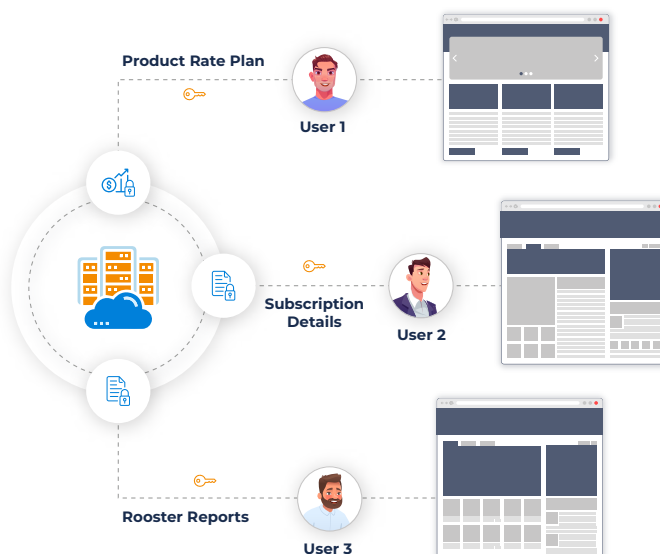 Product Rate Plan
User 1
Subscription
Details
User 2
Rooster Reports
User 3